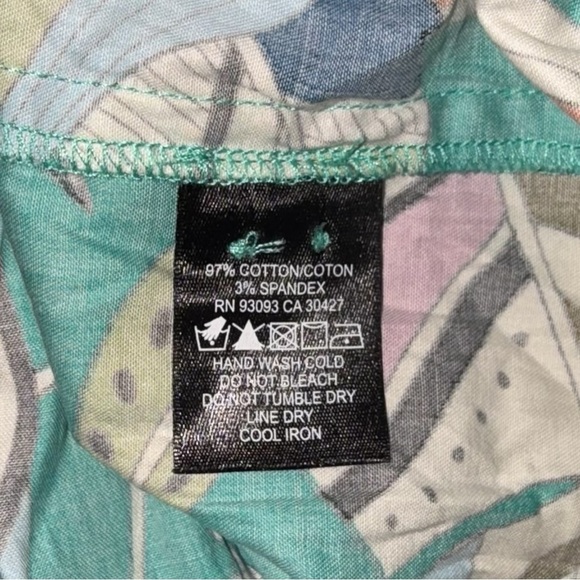 97% COTTON/COTON
3% SPANDEX
RN 93093 CA 30427
HAND WASH COLD
DO NOT BLEACH
DO NOT TUMBLE DRY
LINE DRY
COOL IRON